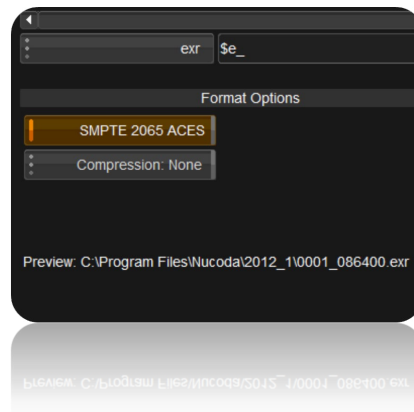 exr $e_
Format Options
SMPTE 2065 ACES
Compression: None
Preview: C:\Program Files\Nucoda\2012_1\0001_086400.exr